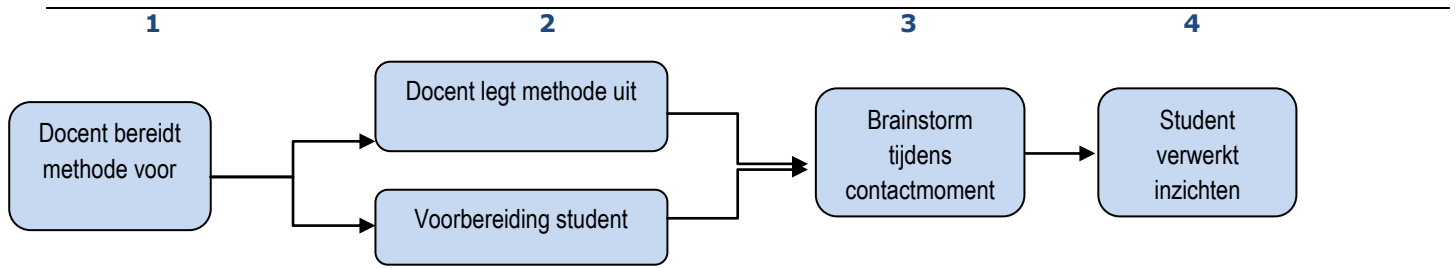 1 2 3 4
Docent bereidt
methode voor
Docent legt methode uit
Voorbereiding student
Brainstorm
tijdens
contactmoment
Student
verwerkt
inzichten